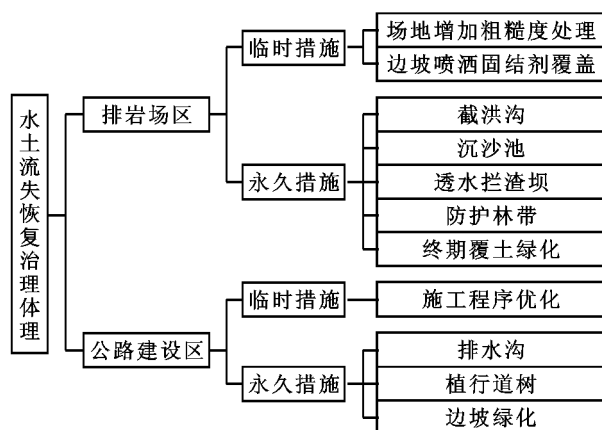 水土流失恢复治理体理
排岩场区
临时措施
场地增加粗糙度处理
边坡喷洒固结剂覆盖
永久措施
截洪沟
沉沙池
透水拦渣坝
防护林带
终期覆土绿化
公路建设区
临时措施
施工程序优化
永久措施
排水沟
植行道树
边坡绿化